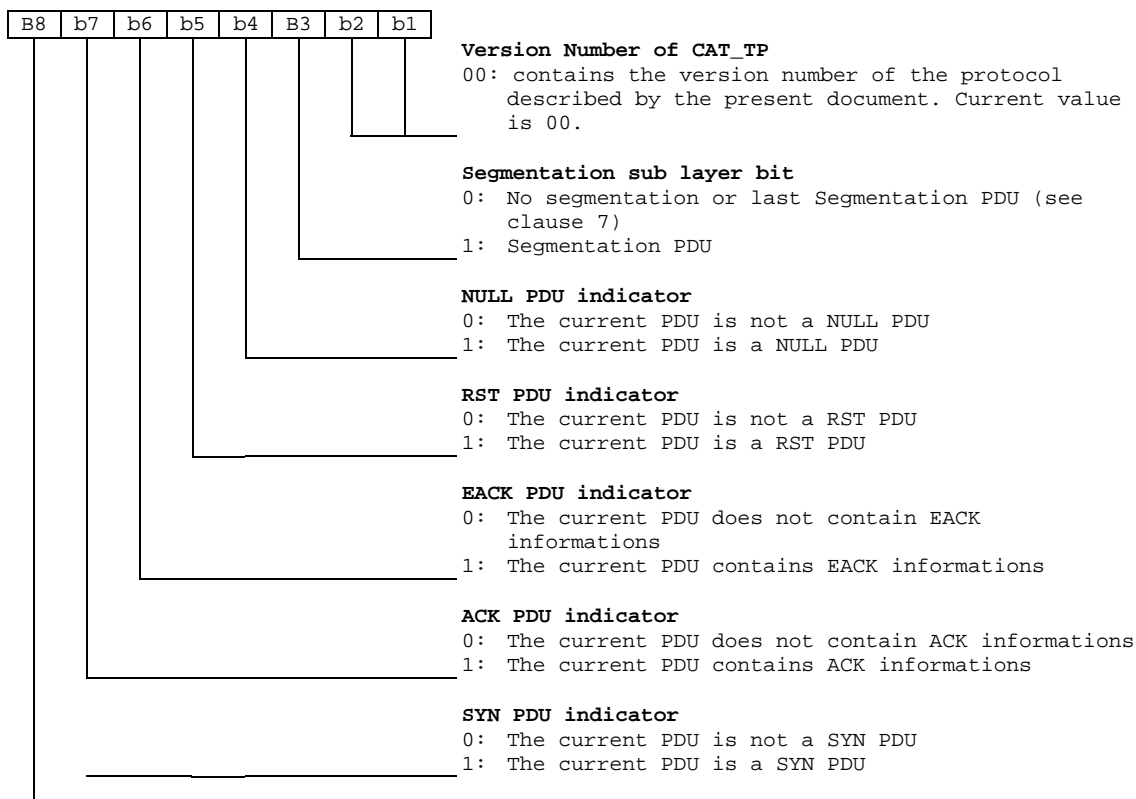 B8 b7 b6 b5 b4 B3 b2 b1
Version Number of CAT_TP
00: contains the version number of the protocol
described by the present document. Current value
is 00.
Segmentation sub layer bit
0: No segmentation or last Segmentation PDU (see
clause 7)
1: Segmentation PDU
NULL PDU indicator
0: The current PDU is not a NULL PDU
1: The current PDU is a NULL PDU
RST PDU indicator
0: The current PDU is not a RST PDU
1: The current PDU is a RST PDU
EACK PDU indicator
0: The current PDU does not contain EACK
informations
1: The current PDU contains EACK informations
ACK PDU indicator
0: The current PDU does not contain ACK informations
1: The current PDU contains ACK informations
SYN PDU indicator
0: The current PDU is not a SYN PDU
1: The current PDU is a SYN PDU